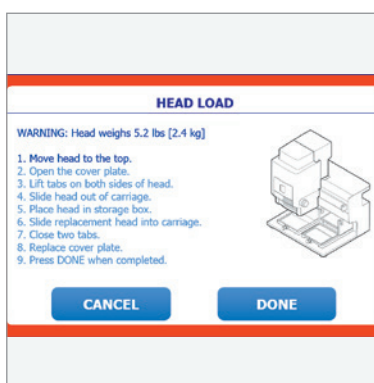 HEAD LOAD
WARNING: Head weighs 5.2 lbs [2.4 kg]
1. Move head to the top.
2. Open the cover plate.
3. Lift tabs on both sides of head.
4. Slide head out of carriage.
5. Place head in storage box.
6. Slide replacement head into carriage.
7. Close two tabs.
8. Replace cover plate.
9. Press DONE when completed.
CANCEL
DONE